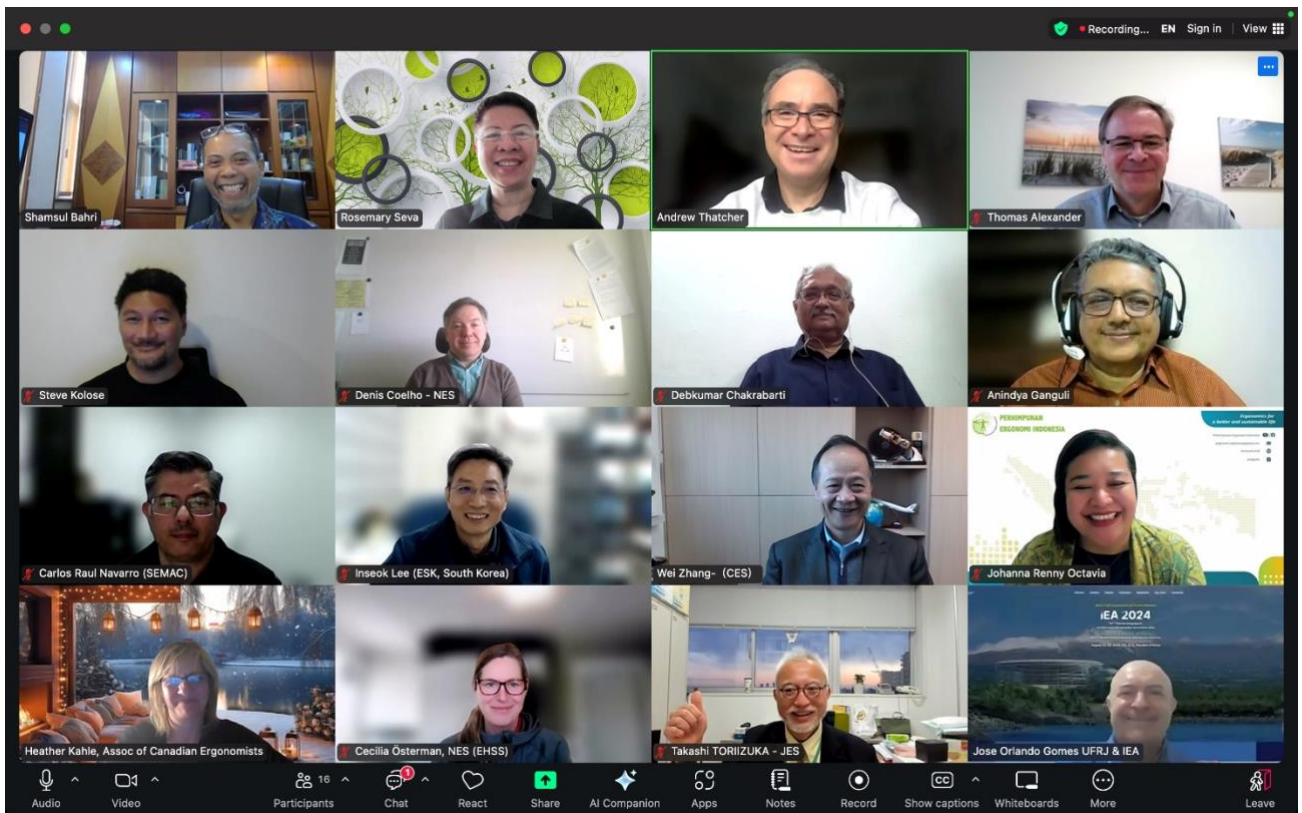 Recording... EN Sign in View
Shamsul Bahri
Rosemary Seva
Andrew Thatcher
Thomas Alexander
Steve Kolose
Denis Coelho - NES
Debkumar Chakrabarti
Anindya Ganguli
PERHIMPUNAN
ERGONOMI INDONESIA
Ergonomics for
a better and sustainable life
Carlos Raul Navarro (SEMAC)
Inseok Lee (ESK, South Korea)
Wei Zhang- (CES)
Johanna Renny Octavia
IEA 2024
Heather Kahle, Assoc of Canadian Ergonomists
Cecilia Österman, NES (EHSS)
Takashi TORIIZUKA - JES
Jose Orlando Gomes UFRJ & IEA
16 1 CC
Audio Video Participants Chat React Share AI Companion Apps Notes Record Show captions Whiteboards More Leave